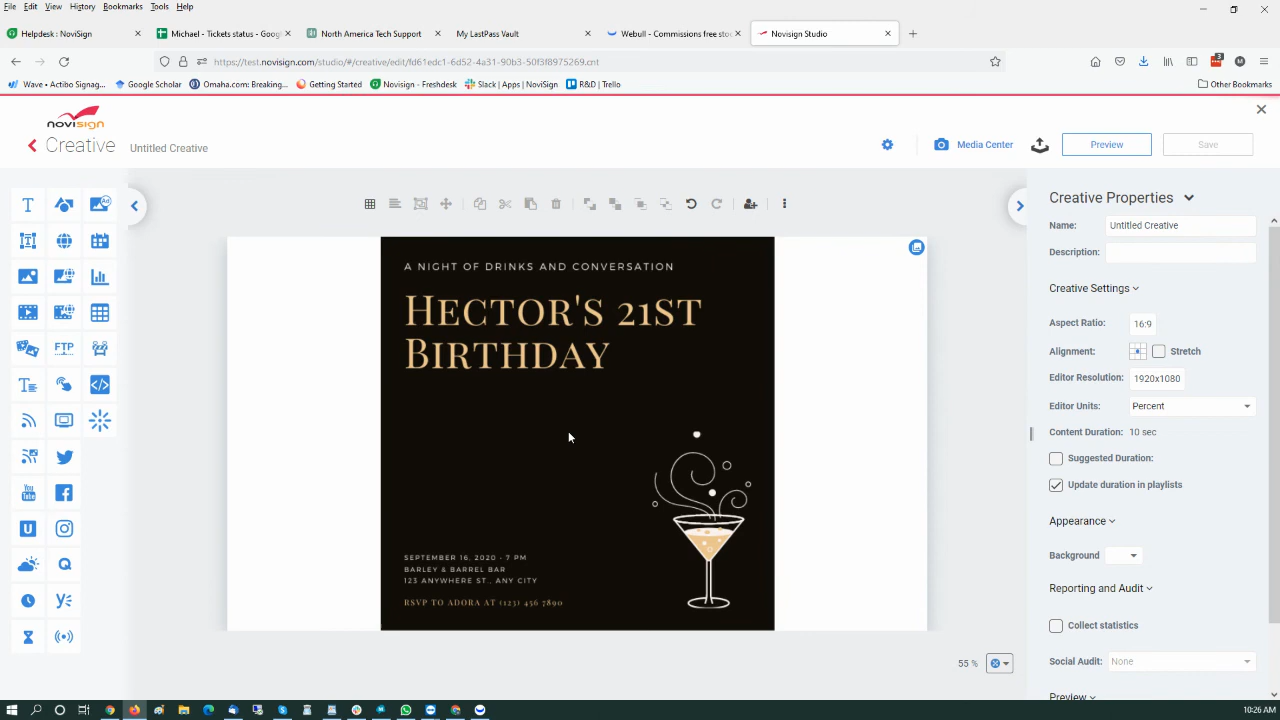 File Edit View History Bookmarks Tools Help
Helpdesk : NoviSign
Michael - Tickets status - Goog
North America Tech Support
My LastPass Vault
Webull - Commissions free stoc
Novisign Studio
https://test.novisign.com/studio/#/creative/edit/fd61edc1-6d52-4a31-90b3-50f3f8975269.cnt
3
M
Wave • Actibo Signag...
Google Scholar
Omaha.com: Breaking...
Getting Started
Novisign - Freshdesk
Slack | Apps | NoviSign
R&D | Trello
Other Bookmarks
novisign
Creative
Untitled Creative
Media Center
Preview
Save
T
Ad
T
FTP
T
You Tube
U
Q
A NIGHT OF DRINKS AND CONVERSATION
HECTOR'S 21ST
BIRTHDAY
SEPTEMBER 16, 2020 - 7 PM
BARLEY & BARREL BAR
123 ANYWHERE ST., ANY CITY
RSVP TO ADORA AT (123) 456 7890
55 %
Creative Properties
Name: Untitled Creative
Description:
Creative Settings
Aspect Ratio: 16:9
Alignment: Stretch
Editor Resolution: 1920x1080
Editor Units: Percent
Content Duration: 10 sec
Suggested Duration:
Update duration in playlists
Appearance
Background
Reporting and Audit
Collect statistics
Social Audit: None
Preview
10:26 AM